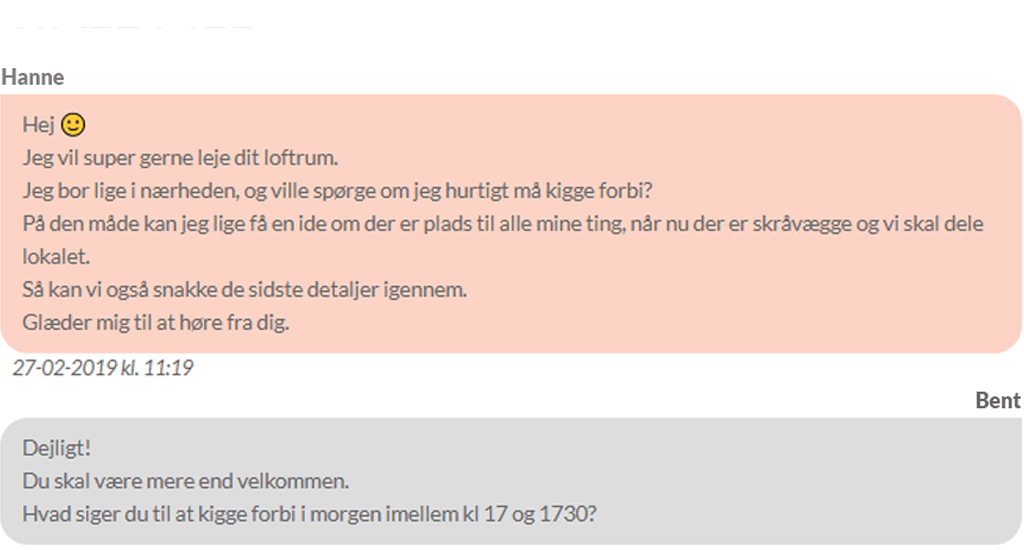 Hanne
Hej 🙂
Jeg vil super gerne leje dit loftrum.
Jeg bor lige i nærheden, og ville spørge om jeg hurtigt må kigge forbi?
På den måde kan jeg lige få en ide om der er plads til alle mine ting, når nu der er skråvægge og vi skal dele
lokalet.
Så kan vi også snakke de sidste detaljer igennem.
Glæder mig til at høre fra dig.
27-02-2019 kl. 11:19
Bent
Dejligt!
Du skal være mere end velkommen.
Hvad siger du til at kigge forbi i morgen imellem kl 17 og 1730?